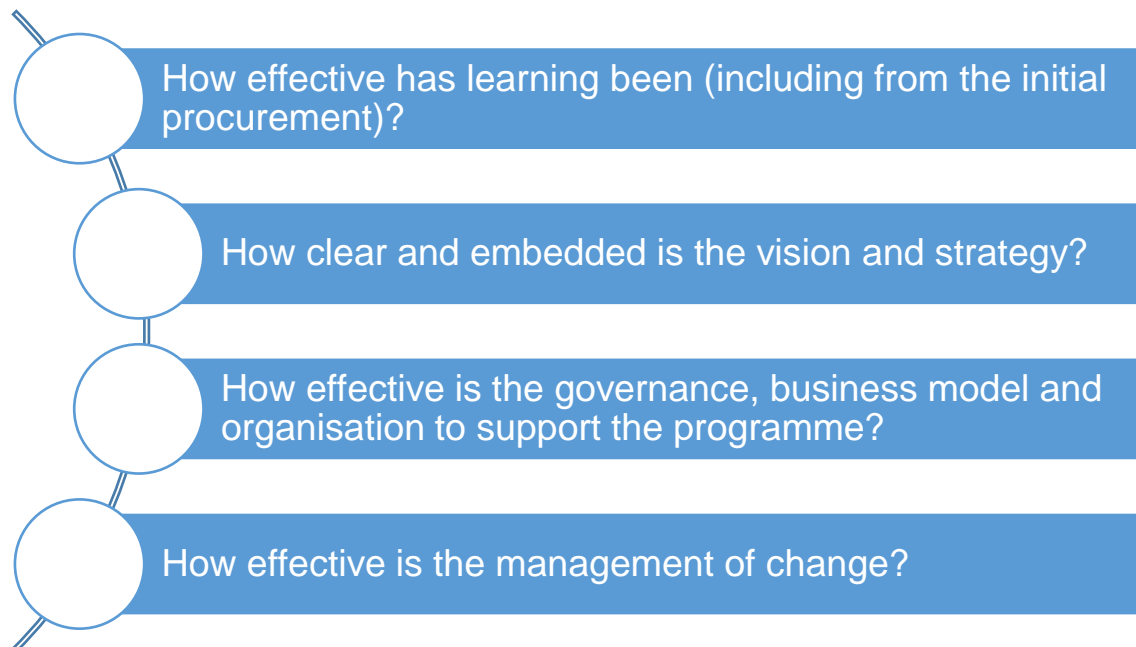 How effective has learning been (including from the initial
procurement)?
How clear and embedded is the vision and strategy?
How effective is the governance, business model and
organisation to support the programme?
How effective is the management of change?